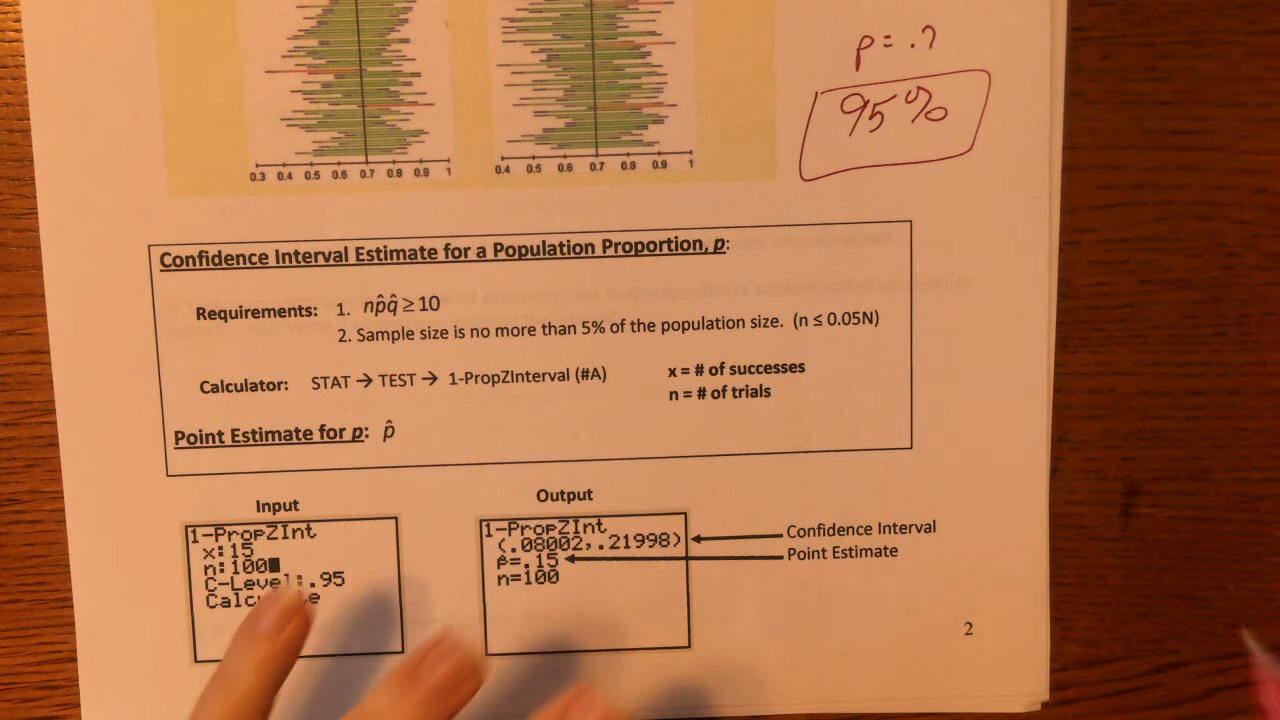 p = .7
95%
0.3 0.4 0.5 0.6 0.7 0.8 0.9 1
0.4 0.5 0.6 0.7 0.8 0.9 1
Confidence Interval Estimate for a Population Proportion, p:
Requirements: 1. np̂q̂ ≥ 10
2. Sample size is no more than 5% of the population size. (n ≤ 0.05N)
Calculator: STAT → TEST → 1-PropZInterval (#A)
x = # of successes
n = # of trials
Point Estimate for p: p̂
Input
1-PropZInt
x:15
n:100
C-Level:.95
Output
1-PropZInt
(.08002,.21998)
p̂=.15
n=100
Confidence Interval
Point Estimate
2